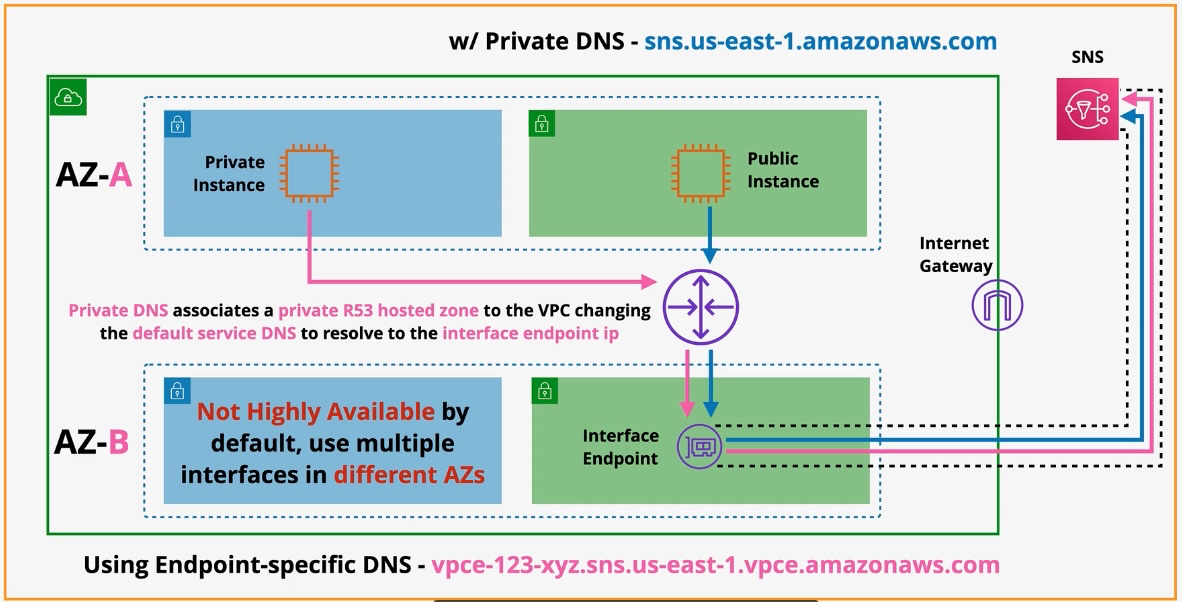 w/ Private DNS - sns.us-east-1.amazonaws.com
SNS
AZ-A
Private
Instance
Public
Instance
Internet
Gateway
Private DNS associates a private R53 hosted zone to the VPC changing
the default service DNS to resolve to the interface endpoint ip
AZ-B
Not Highly Available by
default, use multiple
interfaces in different AZs
Interface
Endpoint
Using Endpoint-specific DNS - vpce-123-xyz.sns.us-east-1.vpce.amazonaws.com